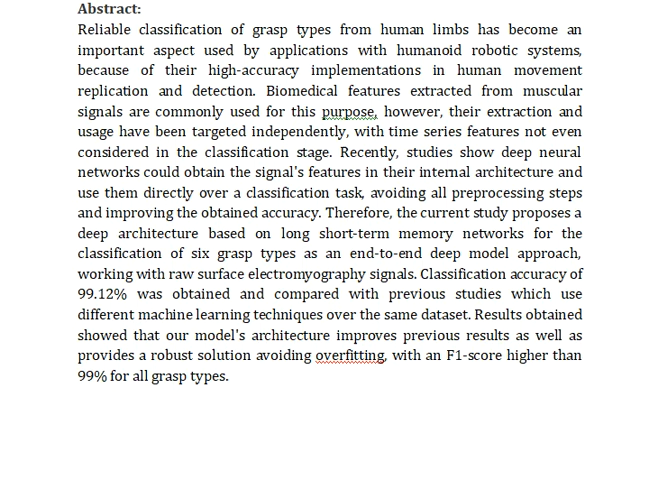 Abstract:
Reliable classification of grasp types from human limbs has become an
important aspect used by applications with humanoid robotic systems,
because of their high-accuracy implementations in human movement
replication and detection. Biomedical features extracted from muscular
signals are commonly used for this purpose, however, their extraction and
usage have been targeted independently, with time series features not even
considered in the classification stage. Recently, studies show deep neural
networks could obtain the signal's features in their internal architecture and
use them directly over a classification task, avoiding all preprocessing steps
and improving the obtained accuracy. Therefore, the current study proposes a
deep architecture based on long short-term memory networks for the
classification of six grasp types as an end-to-end deep model approach,
working with raw surface electromyography signals. Classification accuracy of
99.12% was obtained and compared with previous studies which use
different machine learning techniques over the same dataset. Results obtained
showed that our model's architecture improves previous results as well as
provides a robust solution avoiding overfitting, with an F1-score higher than
99% for all grasp types.